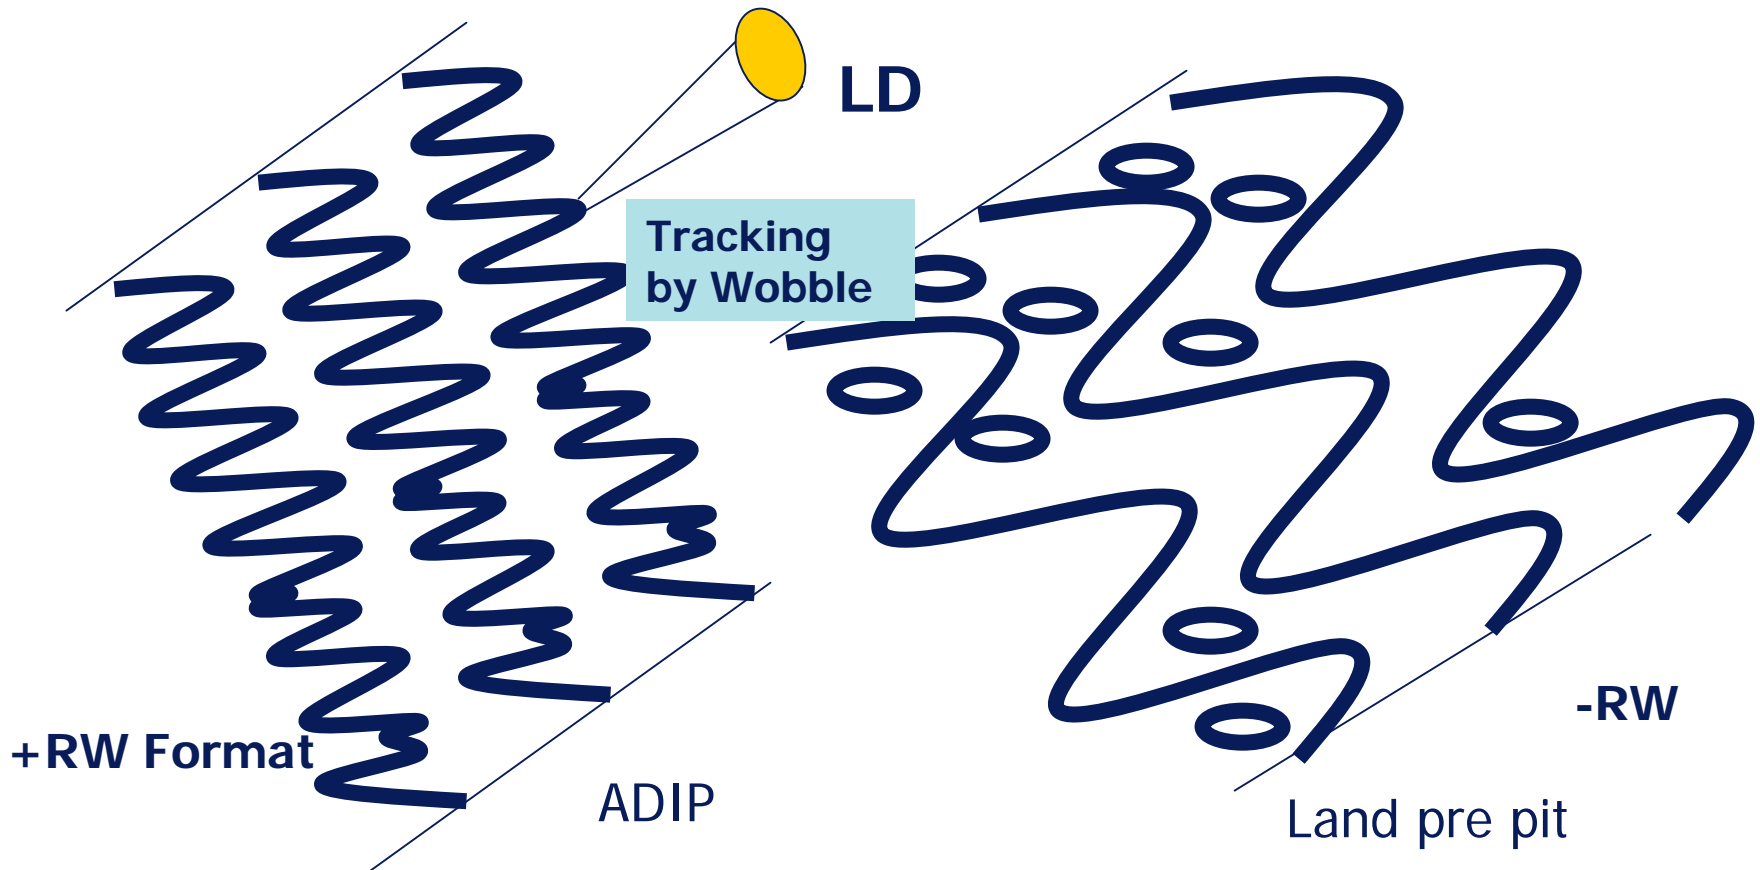 LD
Tracking
by Wobble
-RW
+RW Format
ADIP
Land pre pit